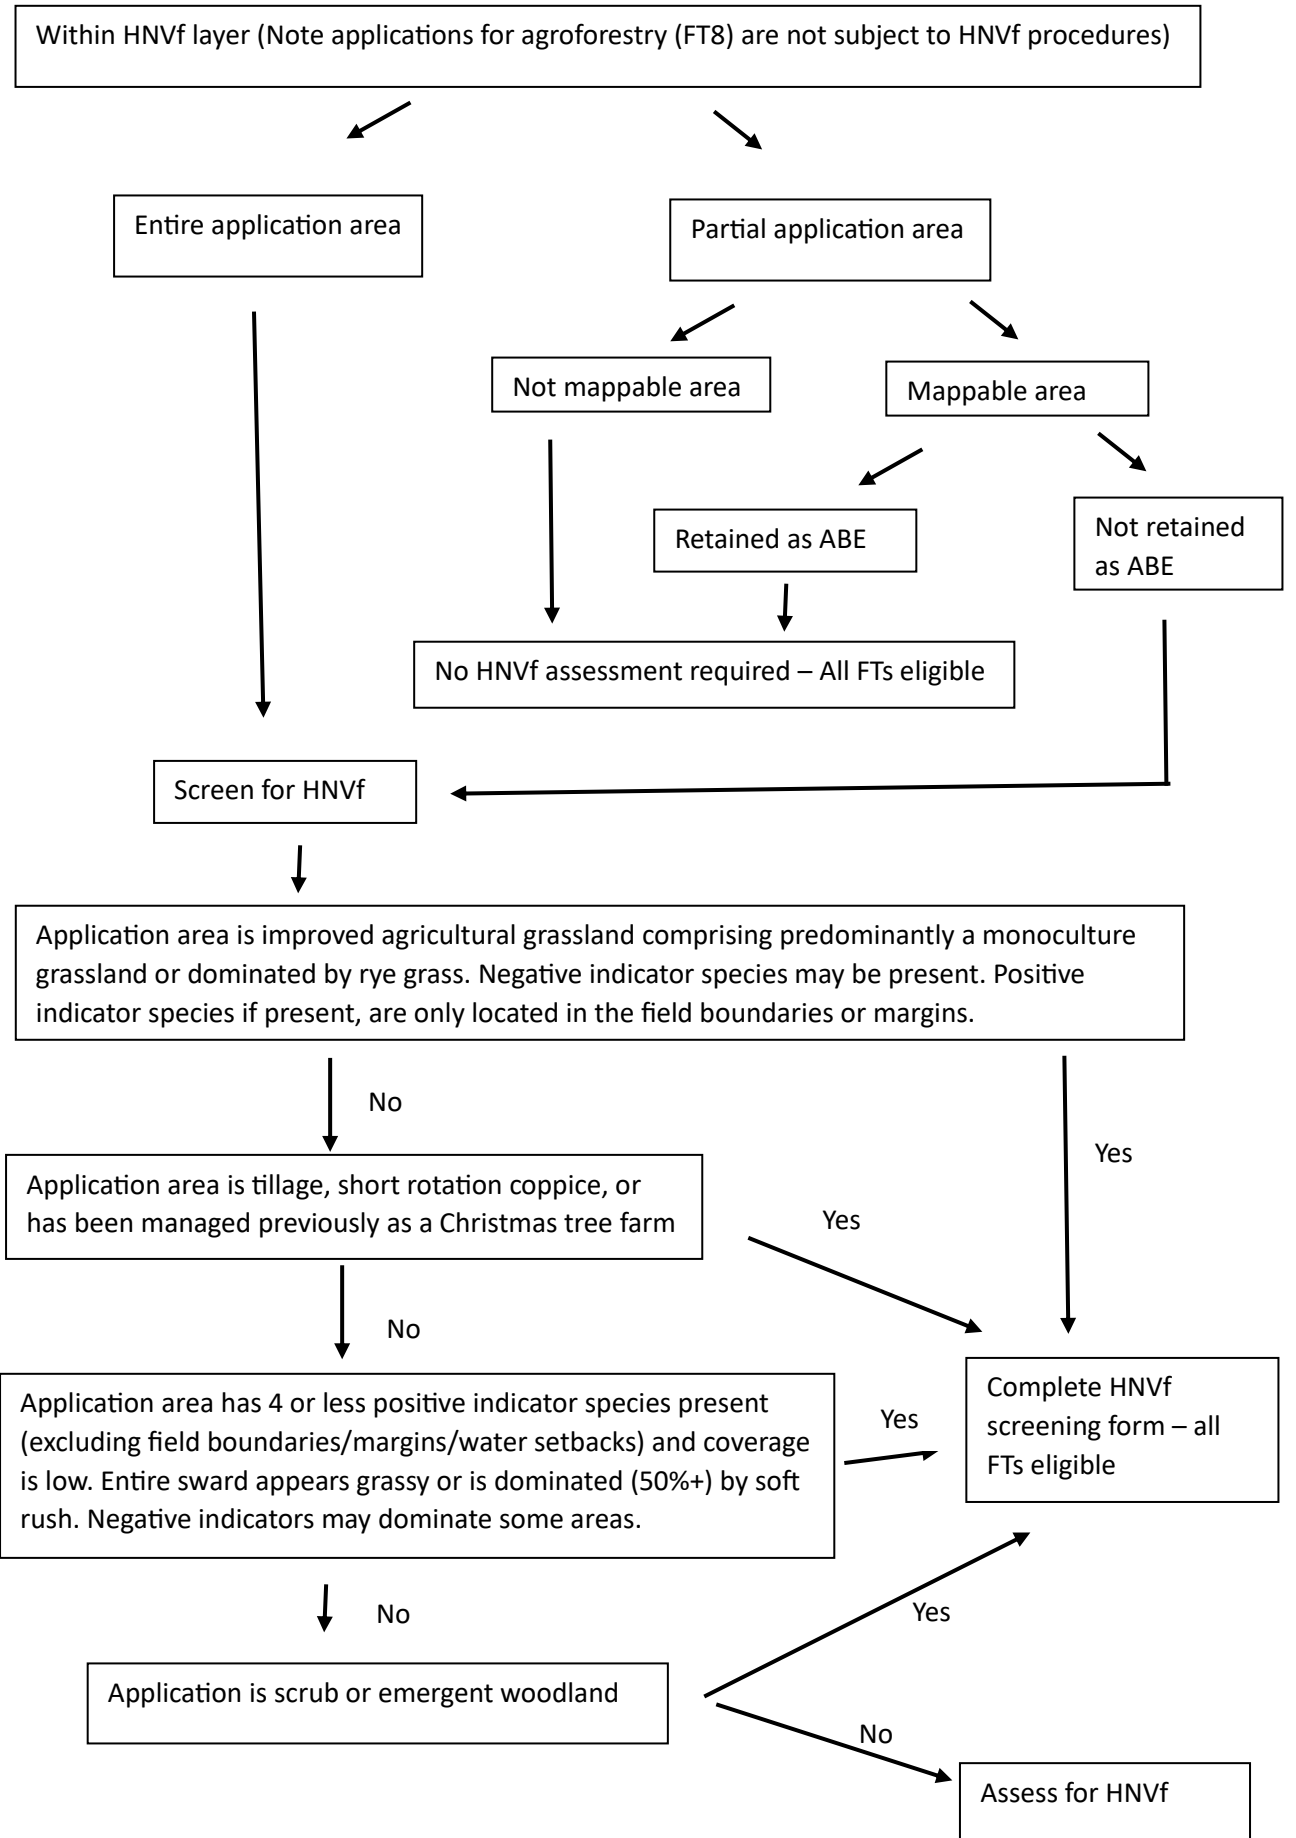 Within HNVf layer (Note applications for agroforestry (FT8) are not subject to HNVf procedures)
Entire application area
Partial application area
Not mappable area
Mappable area
Retained as ABE
Not retained
as ABE
No HNVf assessment required – All FTs eligible
Screen for HNVf
Application area is improved agricultural grassland comprising predominantly a monoculture
grassland or dominated by rye grass. Negative indicator species may be present. Positive
indicator species if present, are only located in the field boundaries or margins.
No
Yes
Application area is tillage, short rotation coppice, or
has been managed previously as a Christmas tree farm
Yes
No
Application area has 4 or less positive indicator species present
(excluding field boundaries/margins/water setbacks) and coverage
is low. Entire sward appears grassy or is dominated (50%+) by soft
rush. Negative indicators may dominate some areas.
Yes
Complete HNVf
screening form – all
FTs eligible
No
Yes
Application is scrub or emergent woodland
No
Assess for HNVf